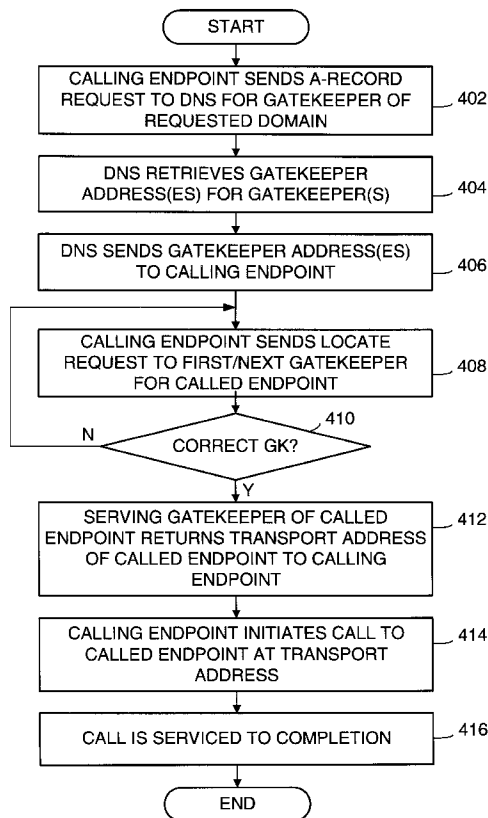 START
CALLING ENDPOINT SENDS A-RECORD
REQUEST TO DNS FOR GATEKEEPER OF
REQUESTED DOMAIN
402
DNS RETRIEVES GATEKEEPER
ADDRESS(ES) FOR GATEKEEPER(S)
404
DNS SENDS GATEKEEPER ADDRESS(ES)
TO CALLING ENDPOINT
406
CALLING ENDPOINT SENDS LOCATE
REQUEST TO FIRST/NEXT GATEKEEPER
FOR CALLED ENDPOINT
408
410
N
CORRECT GK?
Y
SERVING GATEKEEPER OF CALLED
ENDPOINT RETURNS TRANSPORT ADDRESS
OF CALLED ENDPOINT TO CALLING
ENDPOINT
412
CALLING ENDPOINT INITIATES CALL TO
CALLED ENDPOINT AT TRANSPORT
ADDRESS
414
CALL IS SERVICED TO COMPLETION
416
END